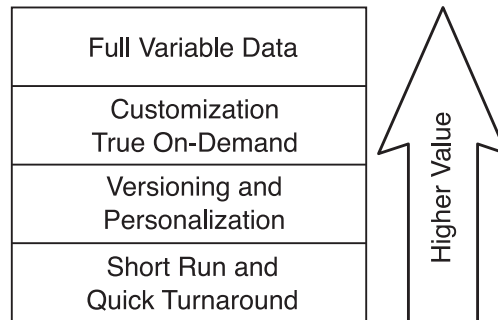 Full Variable Data
Customization
True On-Demand
Versioning and
Personalization
Short Run and
Quick Turnaround
Higher Value